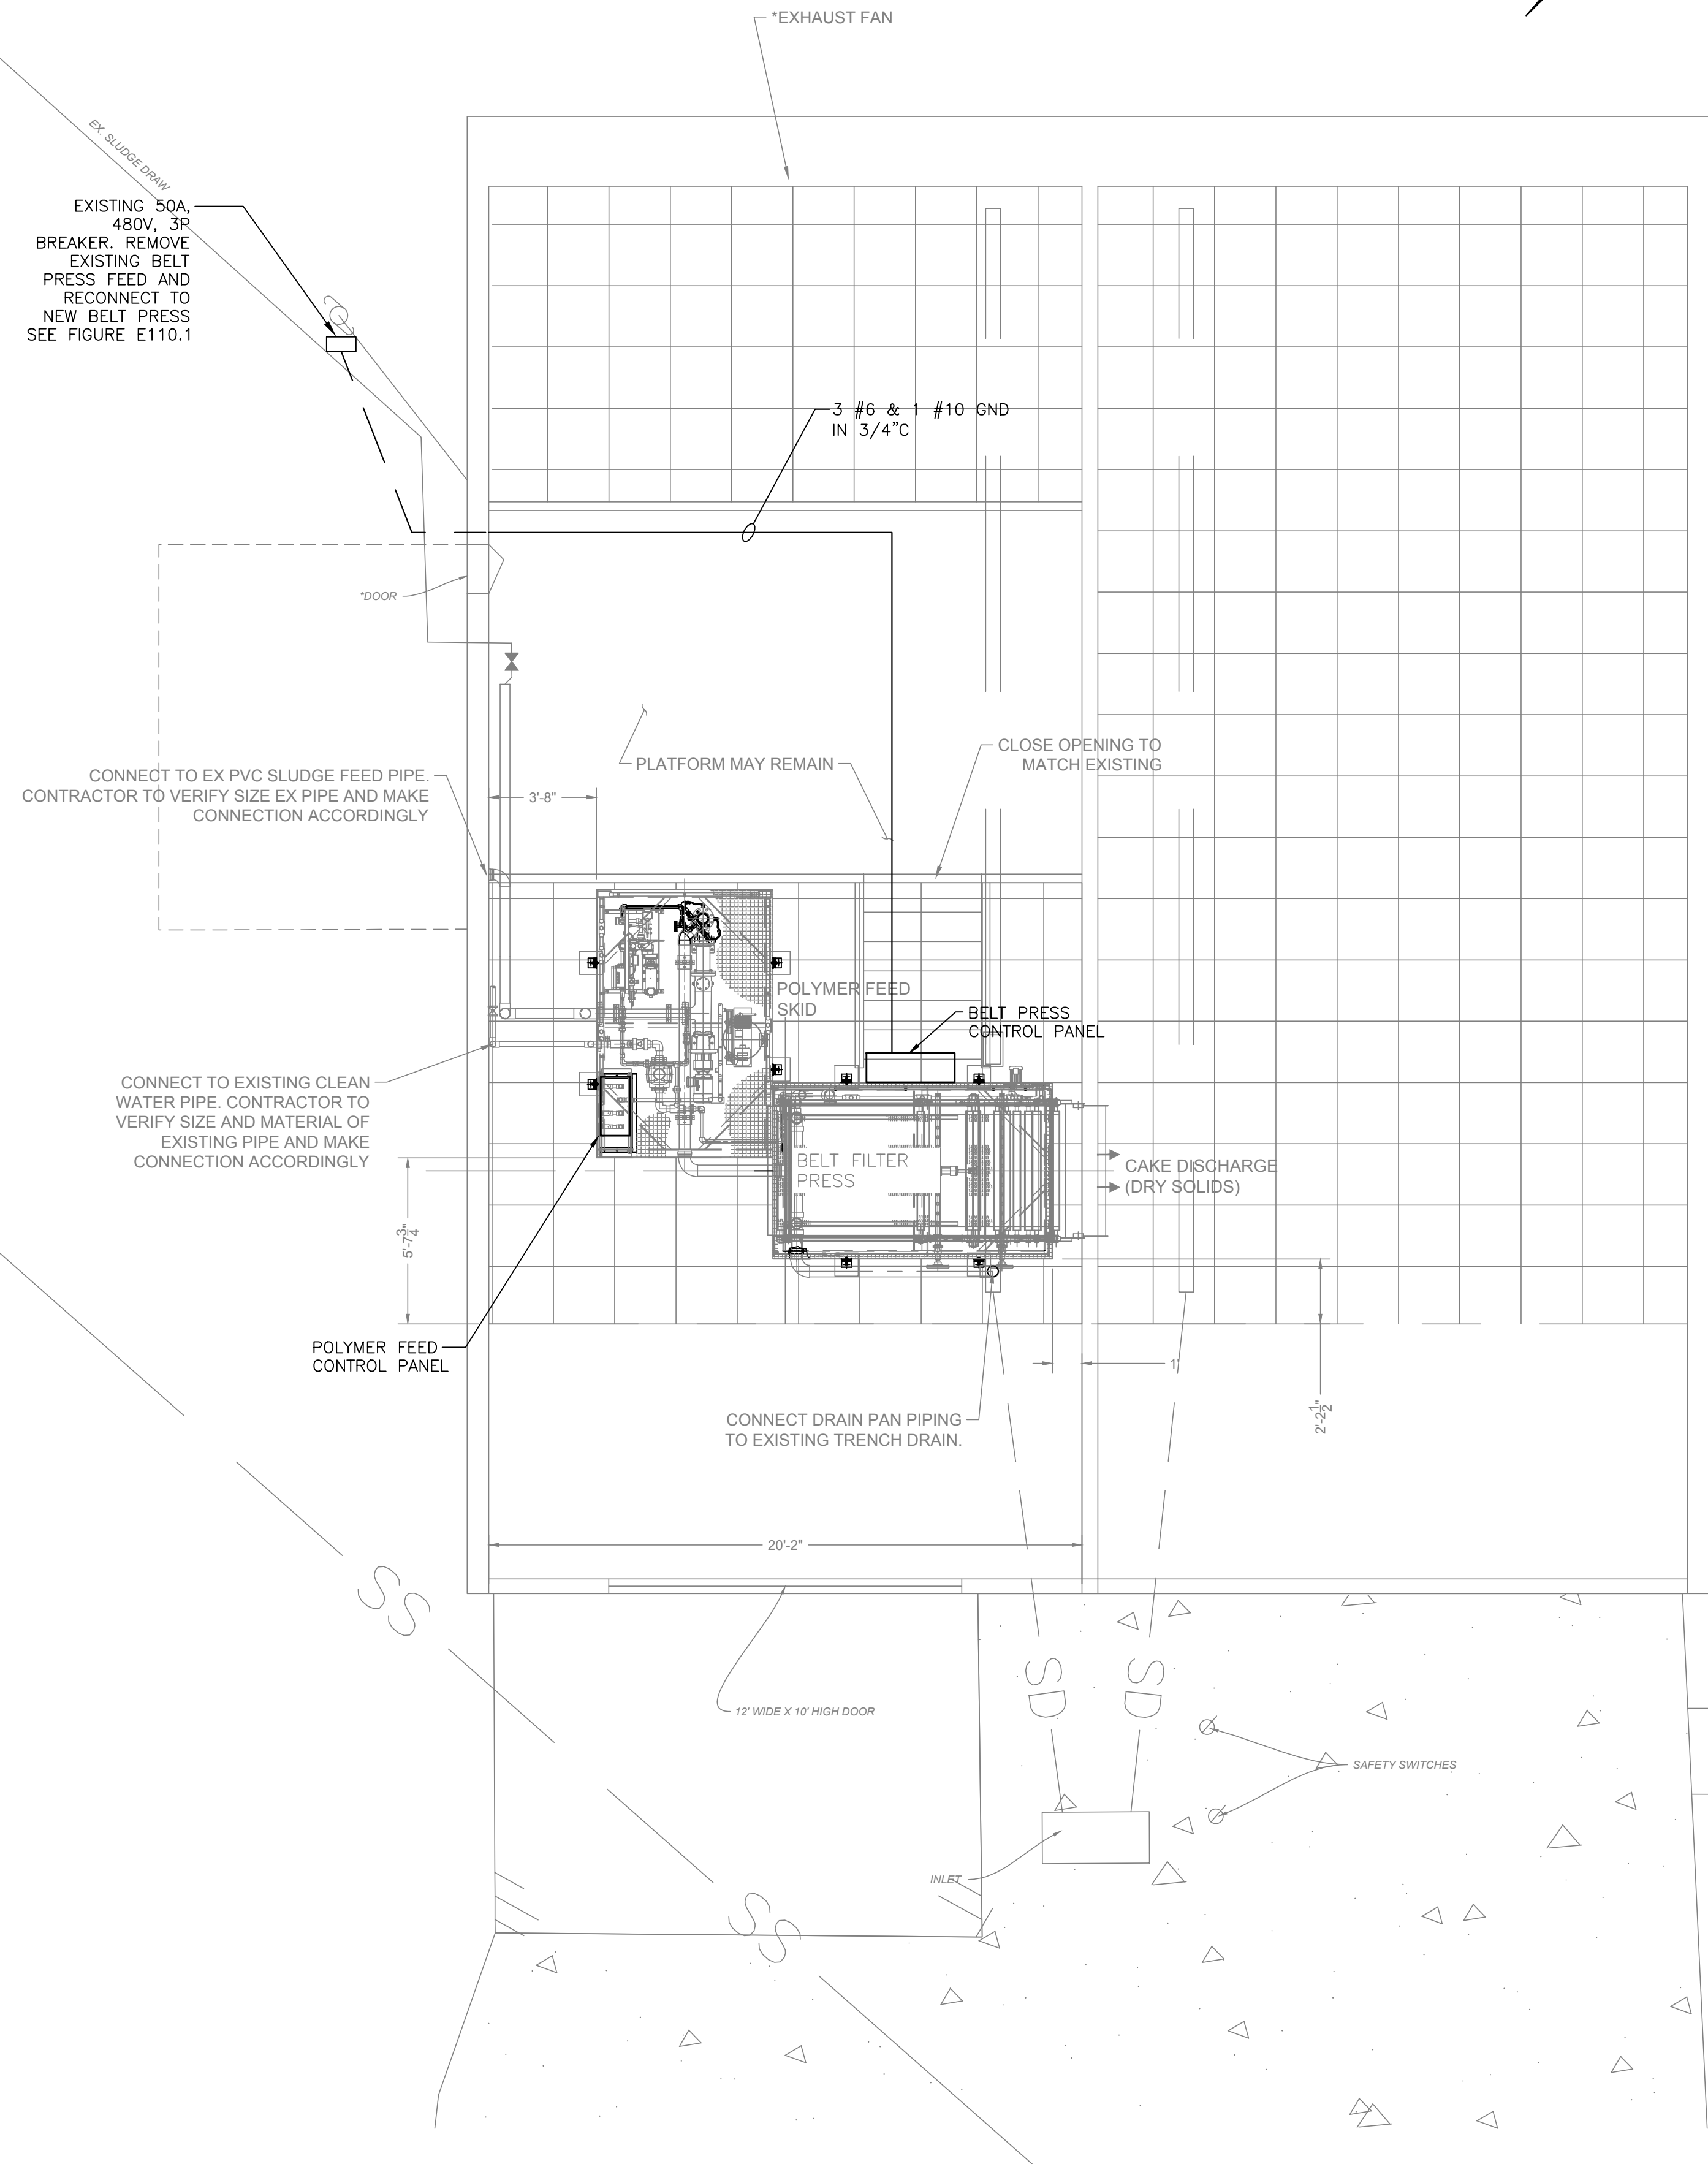 *EXHAUST FAN
EX. SLUDGE DRAW
EXISTING 50A,
480V, 3P
BREAKER. REMOVE
EXISTING BELT
PRESS FEED AND
RECONNECT TO
NEW BELT PRESS
SEE FIGURE E110.1
3 #6 & 1 #10 GND
IN 3/4"C
*DOOR
PLATFORM MAY REMAIN
CLOSE OPENING TO
MATCH EXISTING
CONNECT TO EX PVC SLUDGE FEED PIPE.
CONTRACTOR TO VERIFY SIZE EX PIPE AND MAKE
CONNECTION ACCORDINGLY
3'-8"
POLYMER FEED
SKID
BELT PRESS
CONTROL PANEL
CONNECT TO EXISTING CLEAN
WATER PIPE. CONTRACTOR TO
VERIFY SIZE AND MATERIAL OF
EXISTING PIPE AND MAKE
CONNECTION ACCORDINGLY
BELT FILTER
PRESS
CAKE DISCHARGE
(DRY SOLIDS)
5'-7 3/4"
POLYMER FEED
CONTROL PANEL
1'
2'-2 1/2"
CONNECT DRAIN PAN PIPING
TO EXISTING TRENCH DRAIN.
20'-2"
SS
SD
SD
12' WIDE X 10' HIGH DOOR
SAFETY SWITCHES
INLET
SS